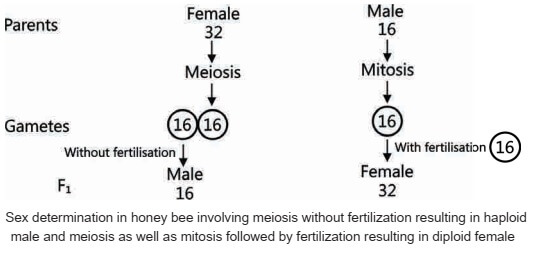 Parents Female Male
32 16
Meiosis Mitosis
Gametes 16 16 16
Without fertilisation With fertilisation 16
Male Female
F₁ 16 32
Sex determination in honey bee involving meiosis without fertilization resulting in haploid
male and meiosis as well as mitosis followed by fertilization resulting in diploid female